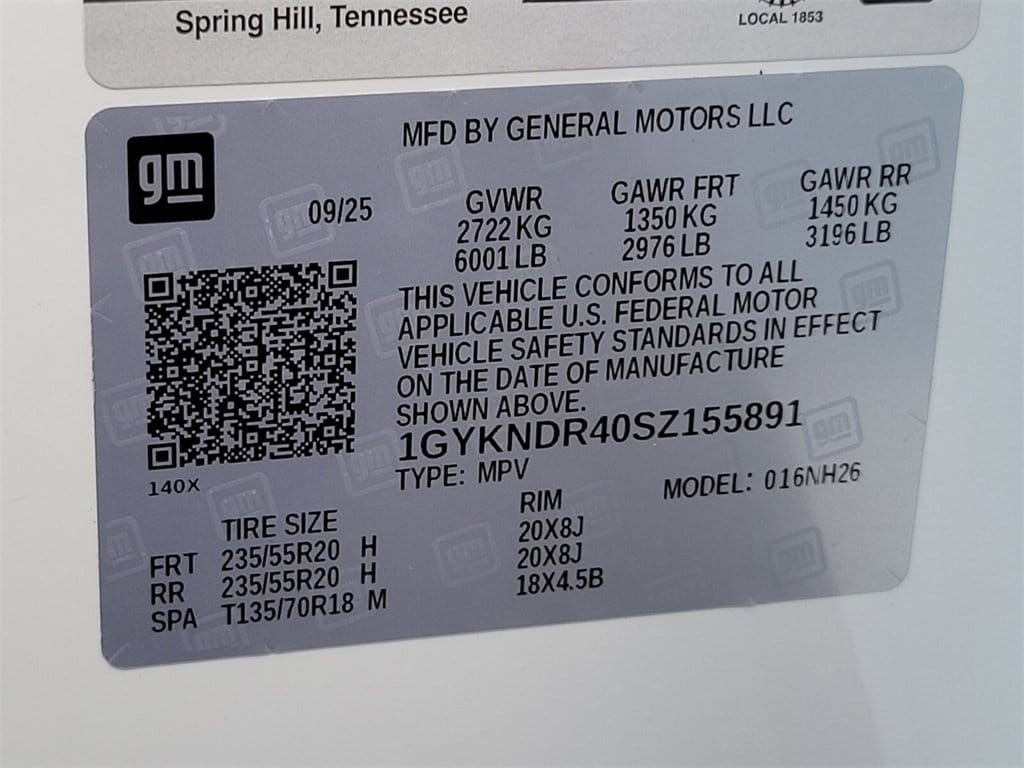 Spring Hill, Tennessee
LOCAL 1853
MFD BY GENERAL MOTORS LLC
gm
09/25
GVWR
2722 KG
6001 LB
GAWR FRT
1350 KG
2976 LB
GAWR RR
1450 KG
3196 LB
THIS VEHICLE CONFORMS TO ALL
APPLICABLE U.S. FEDERAL MOTOR
VEHICLE SAFETY STANDARDS IN EFFECT
ON THE DATE OF MANUFACTURE
SHOWN ABOVE.
1GYKNDR40SZ155891
140X
TYPE: MPV
MODEL: 016NH26
TIRE SIZE RIM
FRT 235/55R20 H 20X8J
RR 235/55R20 H 20X8J
SPA T135/70R18 M 18X4.5B